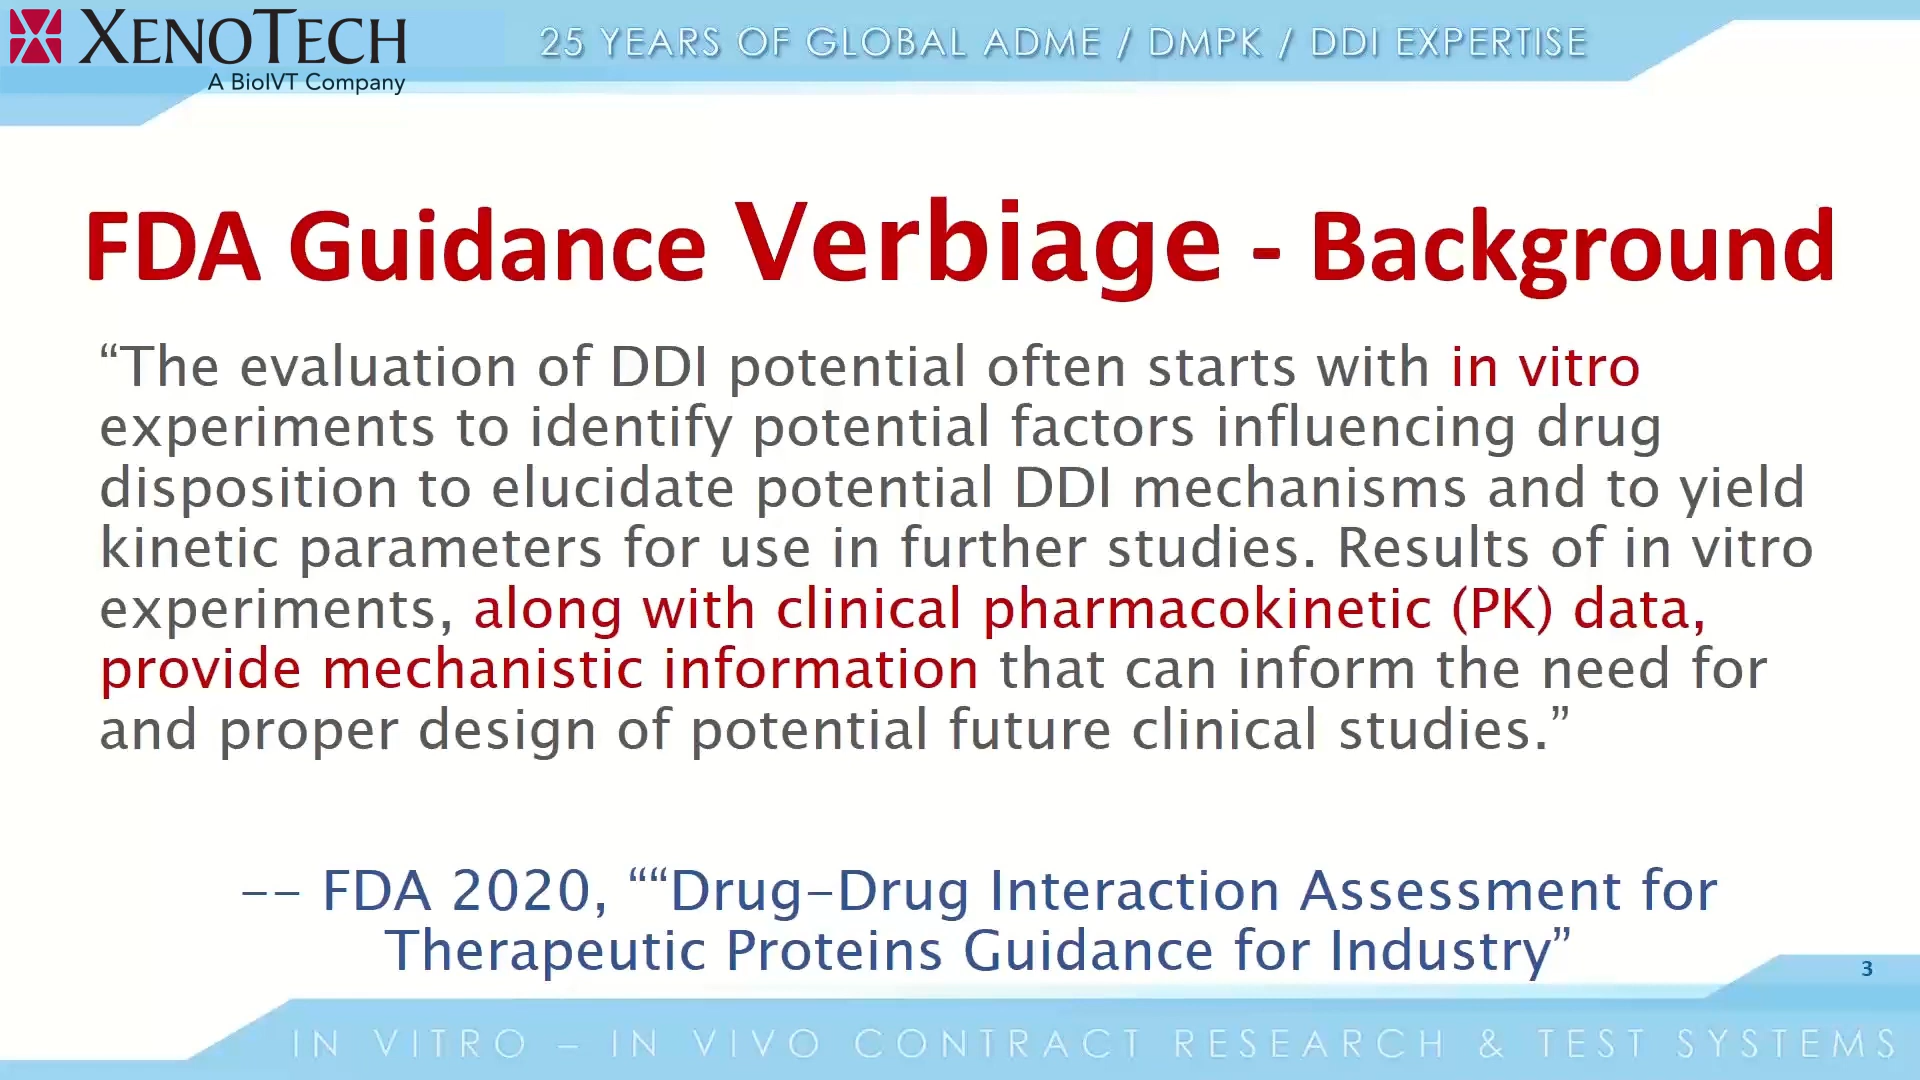 XENOTECH
A BioIVT Company
25 YEARS OF GLOBAL ADME / DMPK / DDI EXPERTISE
FDA Guidance Verbiage - Background
“The evaluation of DDI potential often starts with in vitro
experiments to identify potential factors influencing drug
disposition to elucidate potential DDI mechanisms and to yield
kinetic parameters for use in further studies. Results of in vitro
experiments, along with clinical pharmacokinetic (PK) data,
provide mechanistic information that can inform the need for
and proper design of potential future clinical studies.”
-- FDA 2020, ““Drug-Drug Interaction Assessment for
Therapeutic Proteins Guidance for Industry”
3
IN VITRO – IN VIVO CONTRACT RESEARCH & TEST SYSTEMS